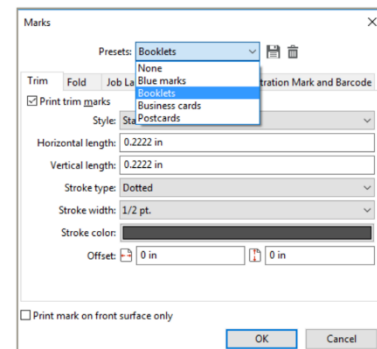 Marks
Presets: Booklets
None
Blue marks
Booklets
Business cards
Postcards
Trim Fold Job La tration Mark and Barcode
Print trim marks
Style: Sta
Horizontal length: 0.2222 in
Vertical length: 0.2222 in
Stroke type: Dotted
Stroke width: 1/2 pt.
Stroke color:
Offset: 0 in 0 in
Print mark on front surface only
OK Cancel